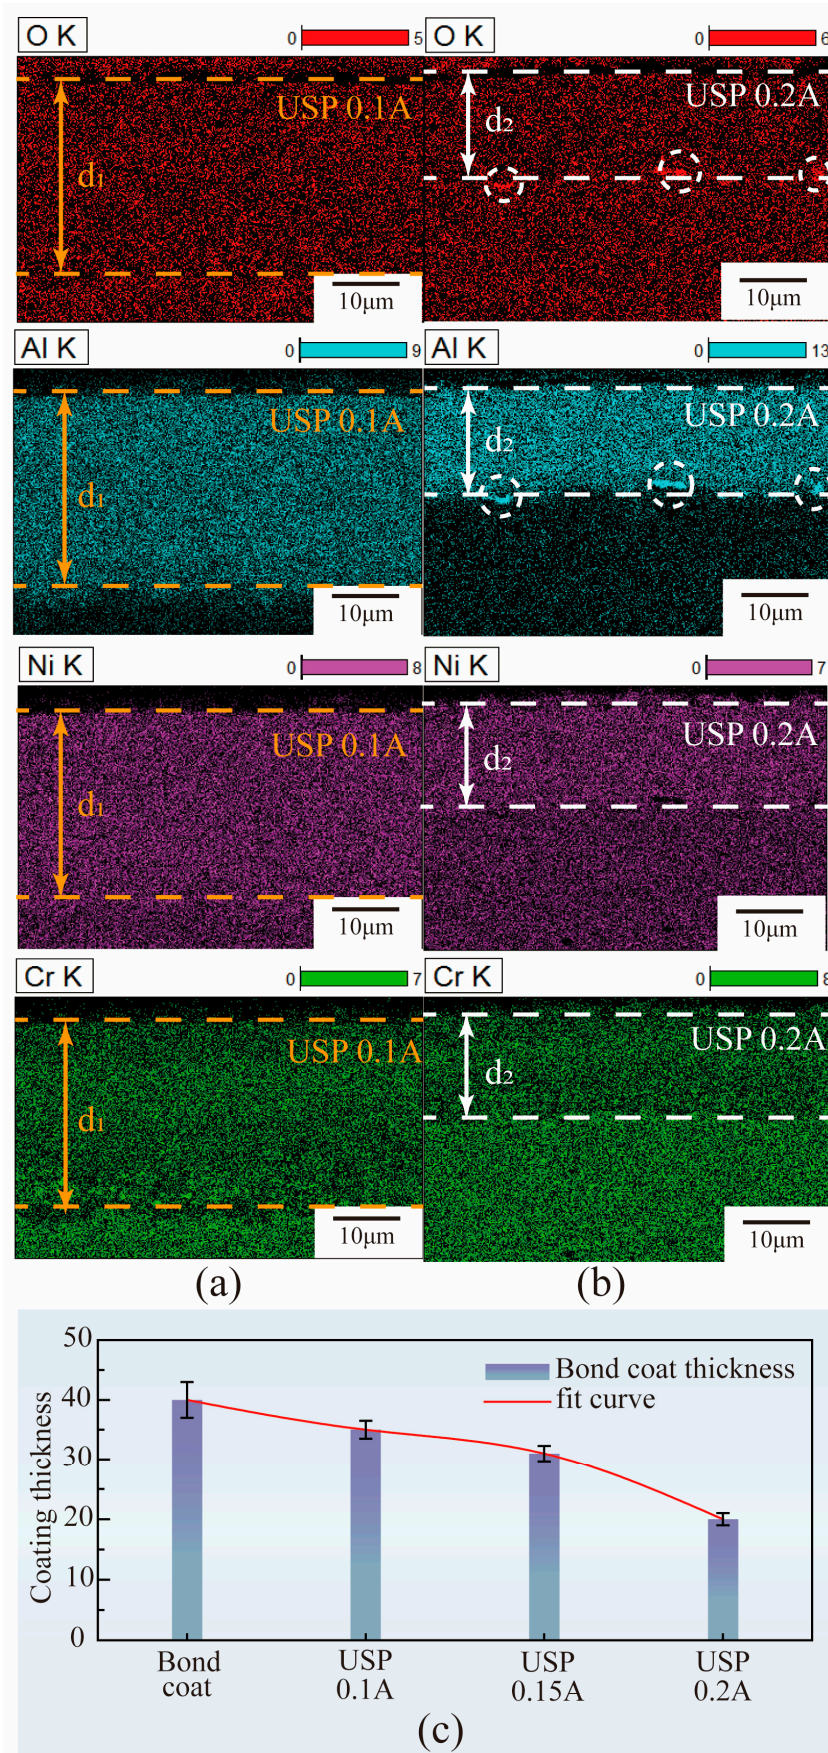 O K
0 5
O K
0 6
USP 0.1A
d₁
10μm
USP 0.2A
d₂
10μm
Al K
0 9
Al K
0 13
USP 0.1A
d₁
10μm
USP 0.2A
d₂
10μm
Ni K
0 8
Ni K
0 7
USP 0.1A
d₁
10μm
USP 0.2A
d₂
10μm
Cr K
0 7
Cr K
0 8
USP 0.1A
d₁
10μm
USP 0.2A
d₂
10μm
(a)
(b)
Coating thickness
50
40
30
20
10
0
Bond coat thickness
fit curve
Bond
coat
USP
0.1A
USP
0.15A
USP
0.2A
(c)